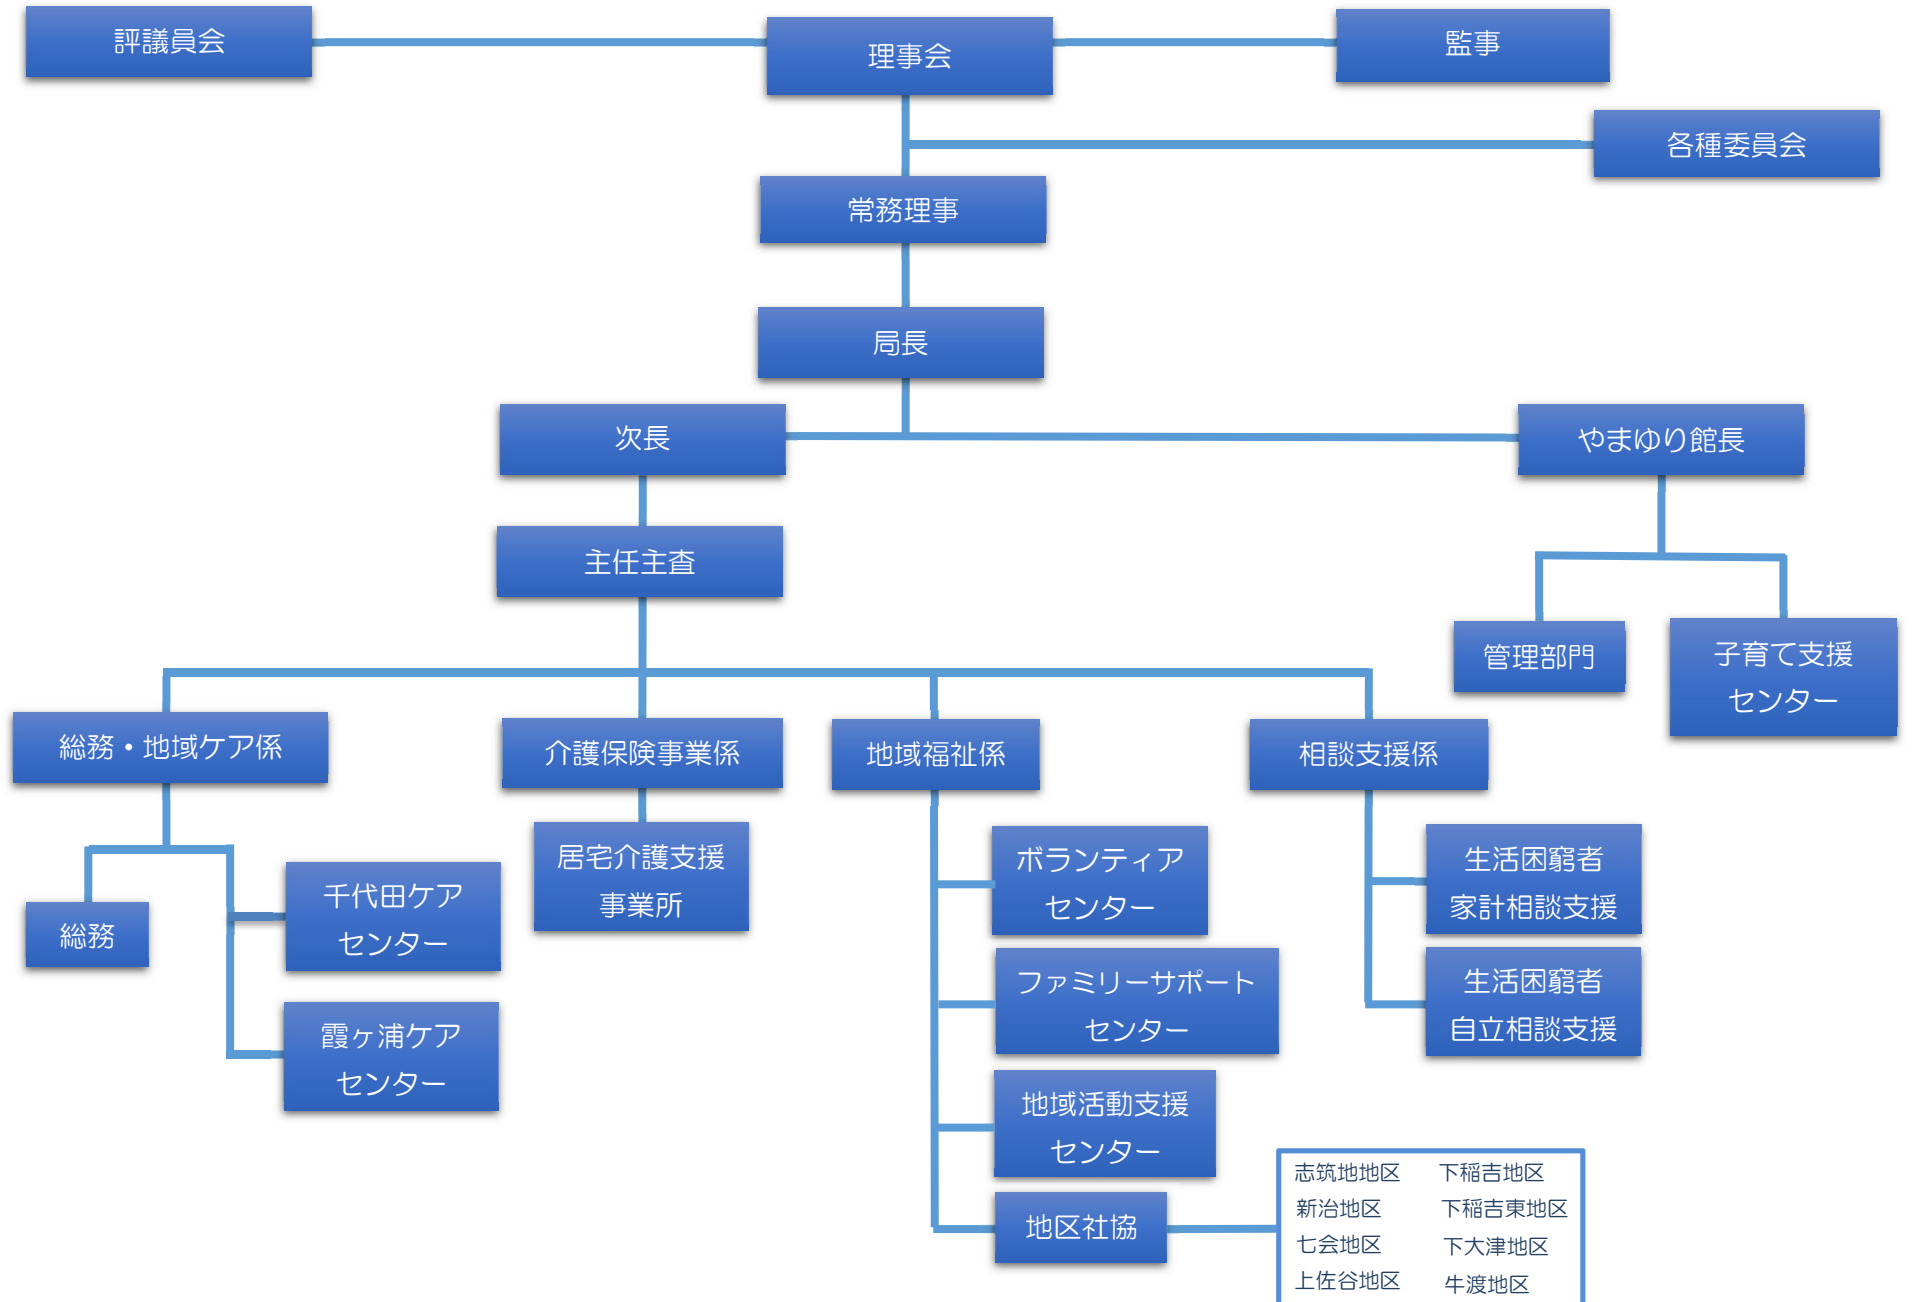 評議員会
理事会
監事
各種委員会
常務理事
局長
次長
やまゆり館長
主任主査
管理部門
子育て支援
センター
総務・地域ケア係
介護保険事業係
地域福祉係
相談支援係
総務
千代田ケア
センター
霞ヶ浦ケア
センター
居宅介護支援
事業所
ボランティア
センター
ファミリーサポート
センター
地域活動支援
センター
地区社協
生活困窮者
家計相談支援
生活困窮者
自立相談支援
志筑地地区 下稲吉地区
新治地区 下稲吉東地区
七会地区 下大津地区
上佐谷地区 牛渡地区